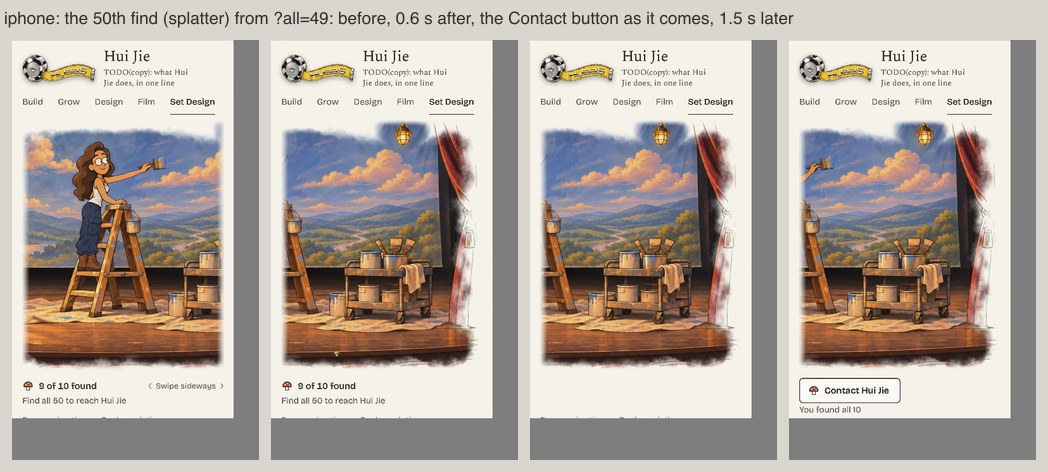 iphone: the 50th find (splatter) from ?all=49: before, 0.6 s after, the Contact button as it comes, 1.5 s later
Hui Jie
TODO(copy): what Hui
Jie does, in one line
Build Grow Design Film Set Design
9 of 10 found
‹ Swipe sideways ›
Find all 50 to reach Hui Jie
Hui Jie
TODO(copy): what Hui
Jie does, in one line
Build Grow Design Film Set Design
9 of 10 found
Find all 50 to reach Hui Jie
Hui Jie
TODO(copy): what Hui
Jie does, in one line
Build Grow Design Film Set Design
Hui Jie
TODO(copy): what Hui
Jie does, in one line
Build Grow Design Film Set Design
Contact Hui Jie
You found all 10